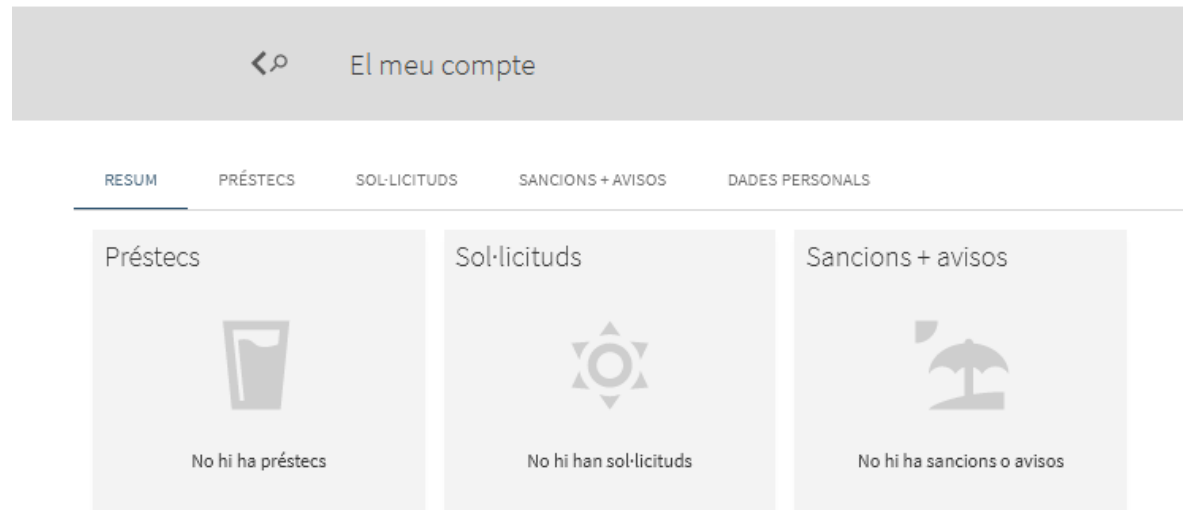 El meu compte
RESUM PRÉSTECS SOL·LICITUDS SANCIONS + AVISOS DADES PERSONALS
Préstecs Sol·licituds Sancions + avisos
No hi ha préstecs No hi han sol·licituds No hi ha sancions o avisos